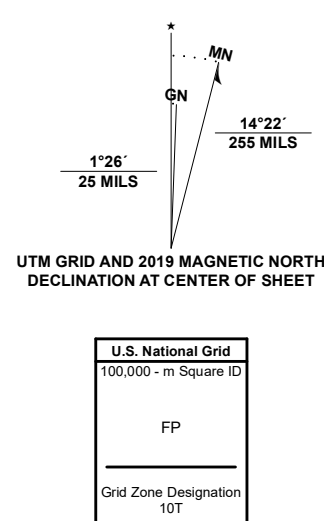 MN
GN
14°22´
255 MILS
1°26´
25 MILS
UTM GRID AND 2019 MAGNETIC NORTH
DECLINATION AT CENTER OF SHEET
U.S. National Grid
100,000 - m Square ID
FP
Grid Zone Designation
10T